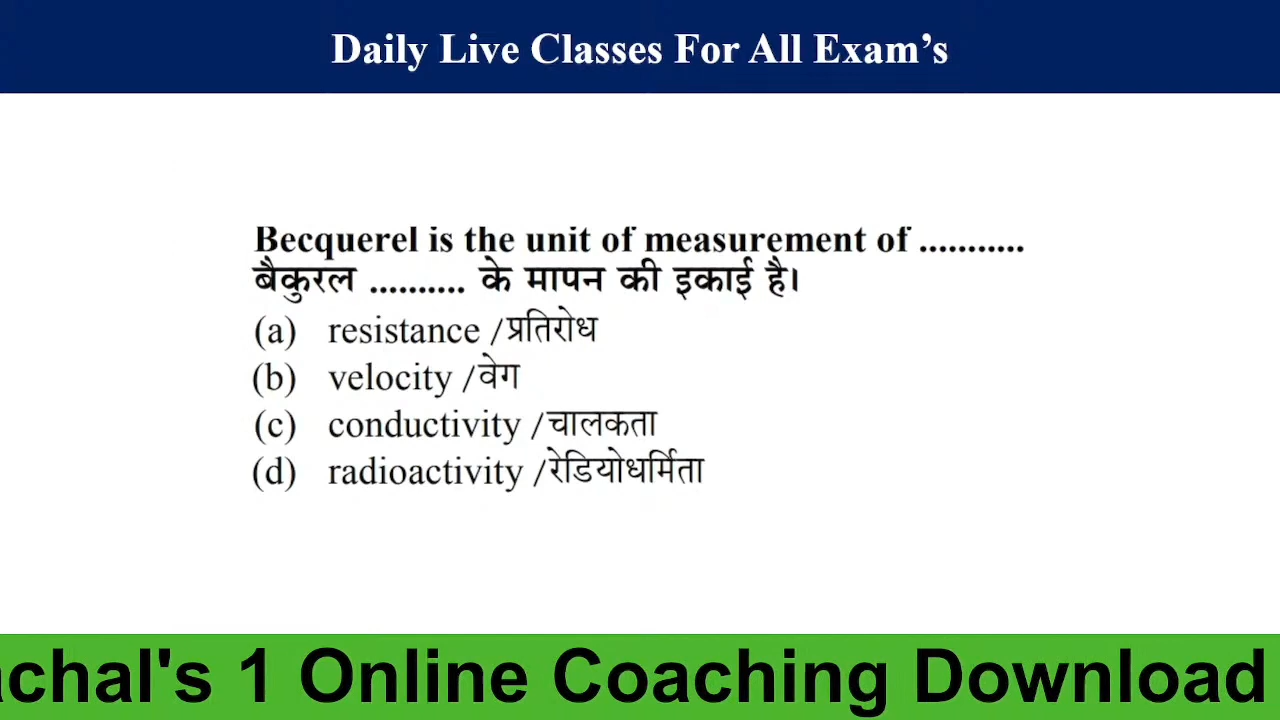 Daily Live Classes For All Exam’s
Becquerel is the unit of measurement of ...........
बैकुरल .......... के मापन की इकाई है।
(a) resistance /प्रतिरोध
(b) velocity /वेग
(c) conductivity /चालकता
(d) radioactivity /रेडियोधर्मिता
achal's 1 Online Coaching Download